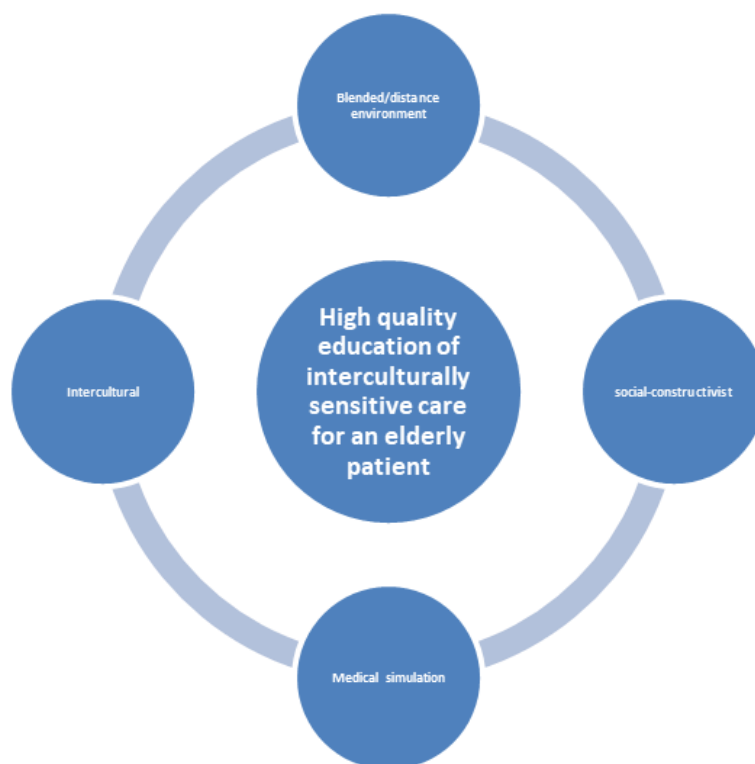 Blended/distance
environment
High quality
education of
interculturally
sensitive care
for an elderly
patient
Intercultural
social-constructivist
Medical simulation